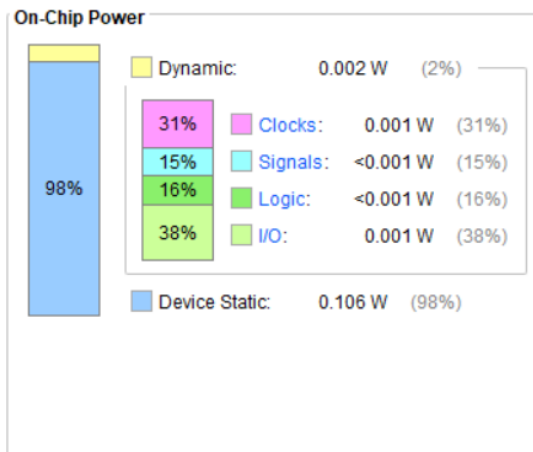 On-Chip Power
Dynamic: 0.002 W (2%)
31% Clocks: 0.001 W (31%)
15% Signals: <0.001 W (15%)
98% 16% Logic: <0.001 W (16%)
38% I/O: 0.001 W (38%)
Device Static: 0.106 W (98%)